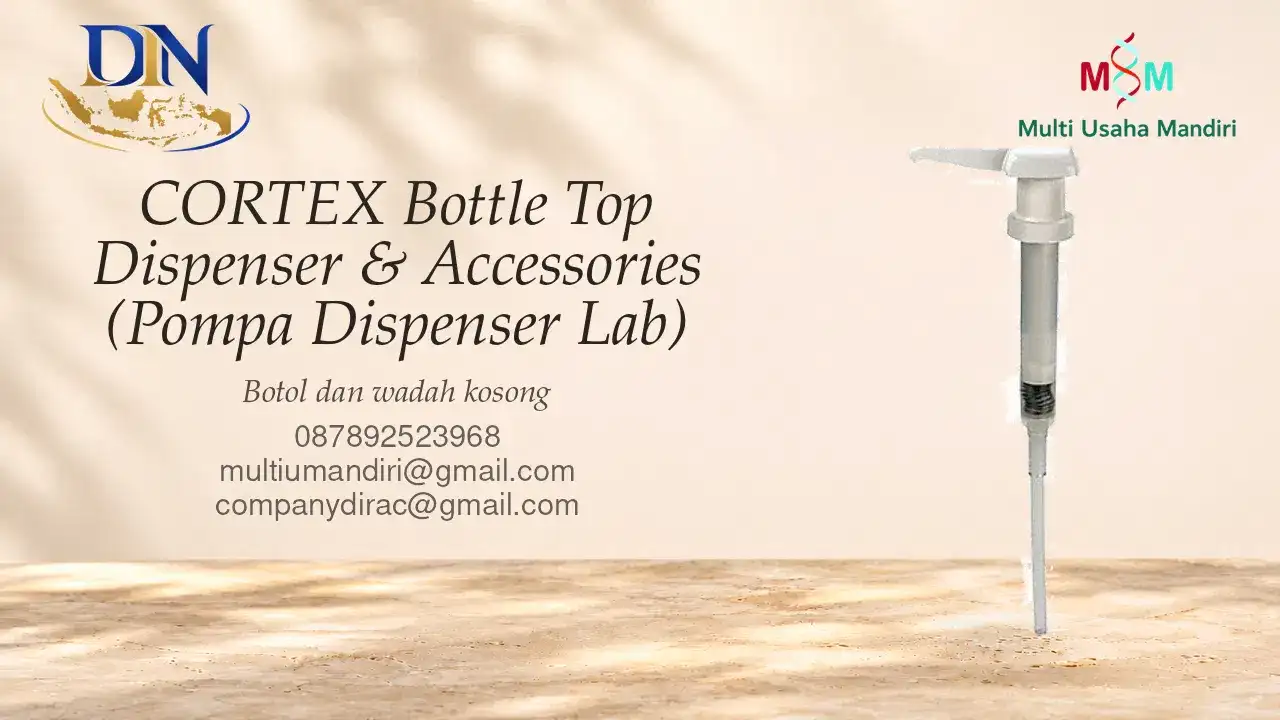 DIN
M M
Multi Usaha Mandiri
CORTEX Bottle Top
Dispenser & Accessories
(Pompa Dispenser Lab)
Botol dan wadah kosong
087892523968
multiumandiri@gmail.com
companydirac@gmail.com